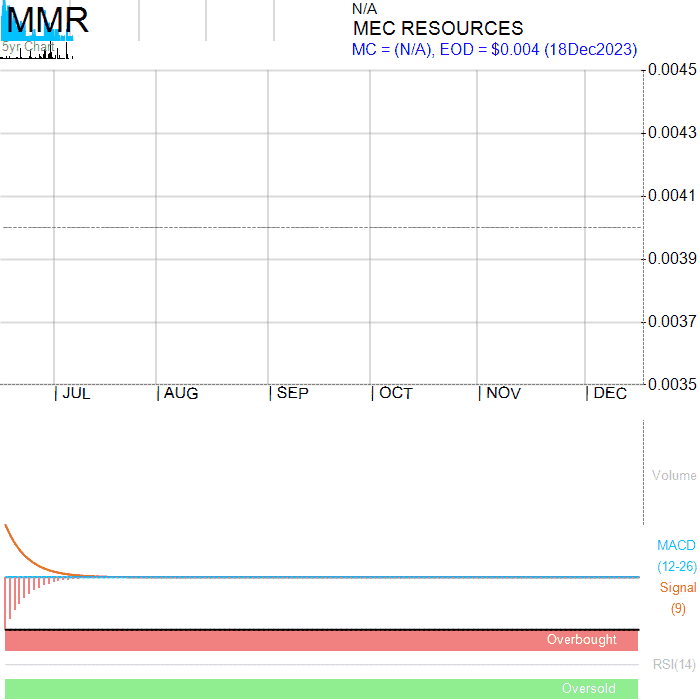 MMR
5yr Chart
N/A
MEC RESOURCES
MC = (N/A), EOD = $0.004 (18Dec2023)
0.0045
0.0043
0.0041
0.0039
0.0037
0.0035
JUL AUG SEP OCT NOV DEC
Volume
MACD
(12-26)
Signal
(9)
Overbought
RSI(14)
Oversold